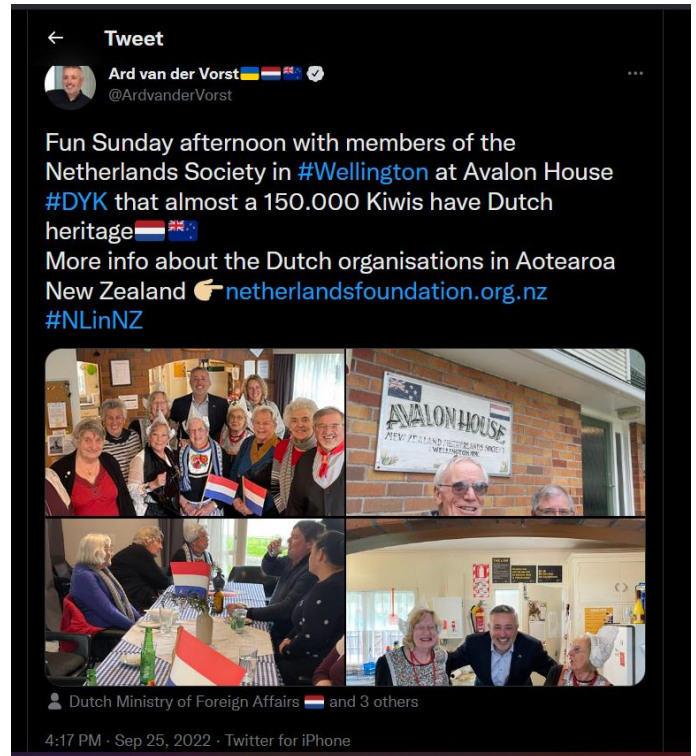 Tweet
Ard van der Vorst🇺🇦🇳🇱🇳🇿
@ArdvanderVorst
Fun Sunday afternoon with members of the
Netherlands Society in #Wellington at Avalon House
#DYK that almost a 150.000 Kiwis have Dutch
heritage🇳🇱🇳🇿
More info about the Dutch organisations in Aotearoa
New Zealand 👉🏼netherlandsfoundation.org.nz
#NLinNZ
AVALON HOUSE
NEW ZEALAND NETHERLANDS SOCIETY
WELLINGTON INC
Dutch Ministry of Foreign Affairs 🇳🇱 and 3 others
4:17 PM · Sep 25, 2022 · Twitter for iPhone